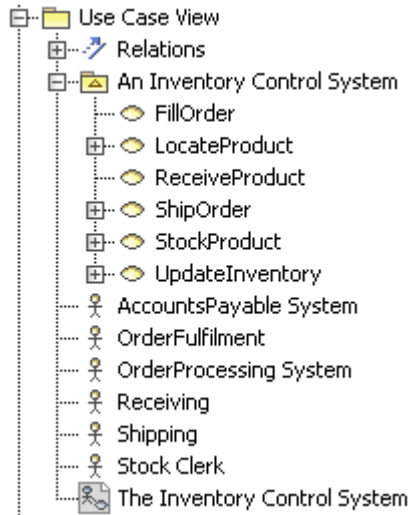 Use Case View
Relations
An Inventory Control System
FillOrder
LocateProduct
ReceiveProduct
ShipOrder
StockProduct
UpdateInventory
AccountsPayable System
OrderFulfilment
OrderProcessing System
Receiving
Shipping
Stock Clerk
The Inventory Control System